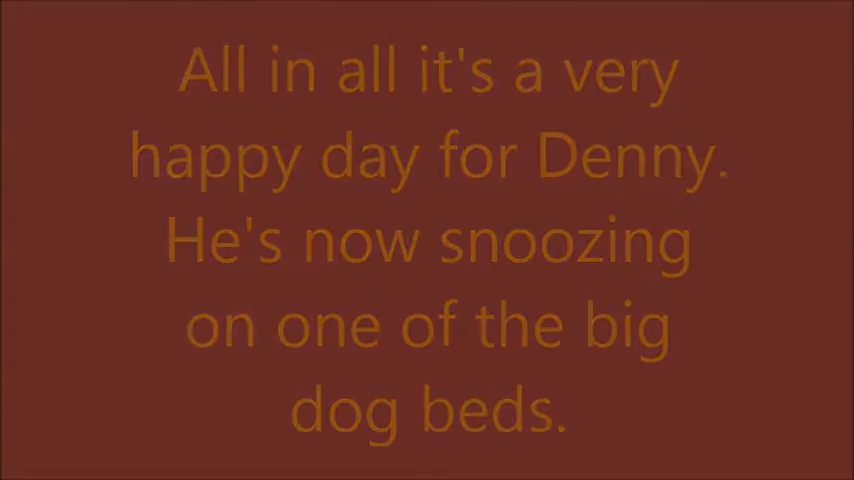 All in all it's a very
happy day for Denny.
He's now snoozing
on one of the big
dog beds.